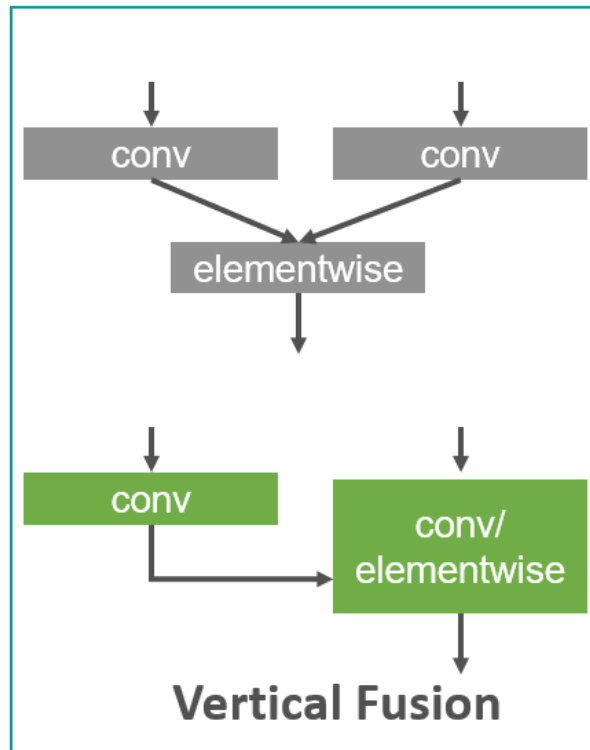 conv
conv
elementwise
conv
conv/
elementwise
Vertical Fusion